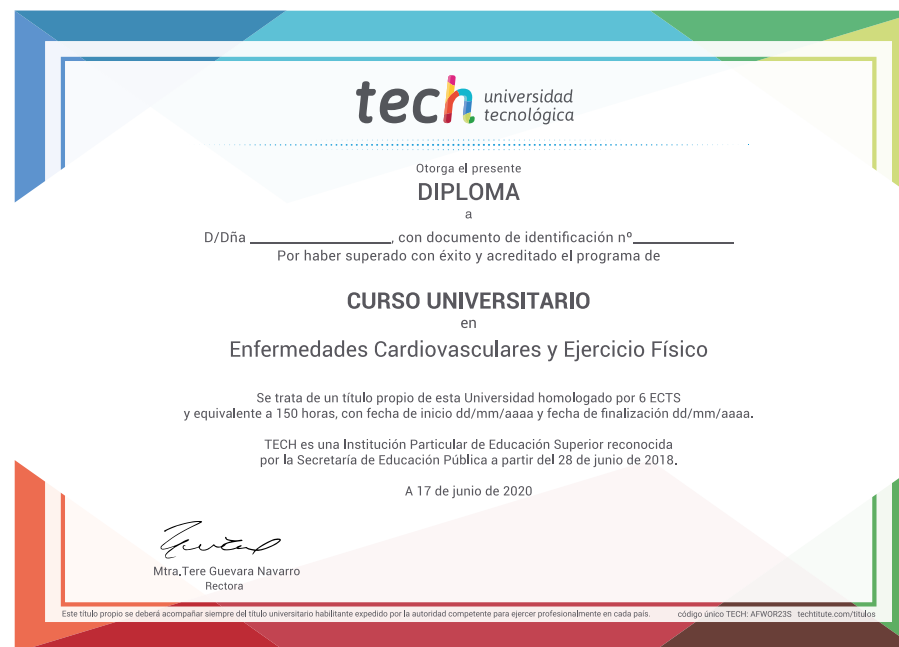 tech universidad
tecnológica
Otorga el presente
DIPLOMA
a
D/Dña ____________________, con documento de identificación nº______________
Por haber superado con éxito y acreditado el programa de
CURSO UNIVERSITARIO
en
Enfermedades Cardiovasculares y Ejercicio Físico
Se trata de un título propio de esta Universidad homologado por 6 ECTS
y equivalente a 150 horas, con fecha de inicio dd/mm/aaaa y fecha de finalización dd/mm/aaaa.
TECH es una Institución Particular de Educación Superior reconocida
por la Secretaría de Educación Pública a partir del 28 de junio de 2018.
A 17 de junio de 2020
Mtra.Tere Guevara Navarro
Rectora
Este título propio se deberá acompañar siempre del título universitario habilitante expedido por la autoridad competente para ejercer profesionalmente en cada país. código único TECH: AFWOR23S techtitute.com/titulos